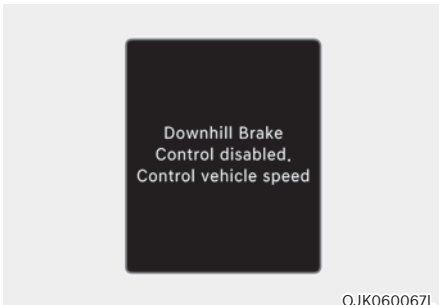 Downhill Brake
Control disabled.
Control vehicle speed
OJK060067L